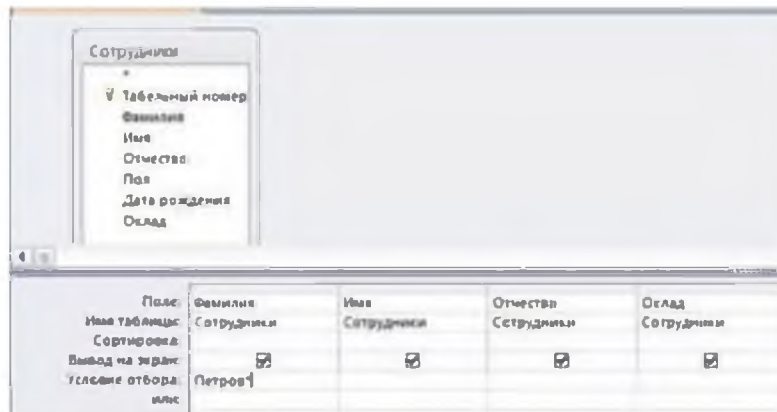 Сотрудники
*
Табельный номер
Фамилия
Имя
Отчество
Пол
Дата рождения
Оклад
Поле: Фамилия Имя Отчество Оклад
Имя таблицы: Сотрудники Сотрудники Сотрудники Сотрудники
Сортировка:
Вывод на экран:
Условие отбора: Петров*
или: